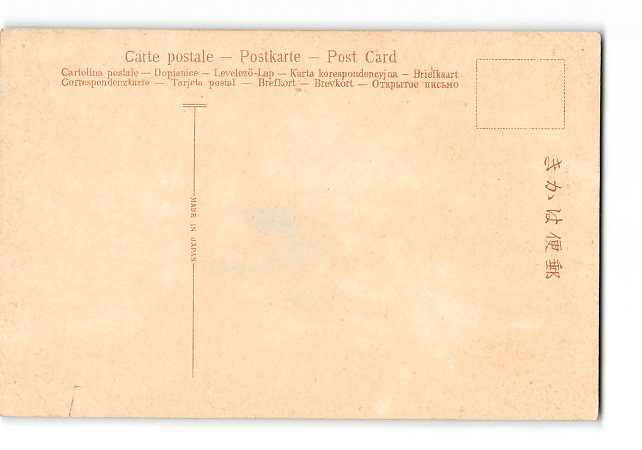 Carte postale — Postkarte — Post Card
Cartolina postale — Dopisnice — Levelező-Lap — Karta korespondencyjna — Briefkaart
Correspondenzkarte — Tarjeta postal — Brefkort — Brevkort — Открытое письмо
MADE IN JAPAN
きかは便郵